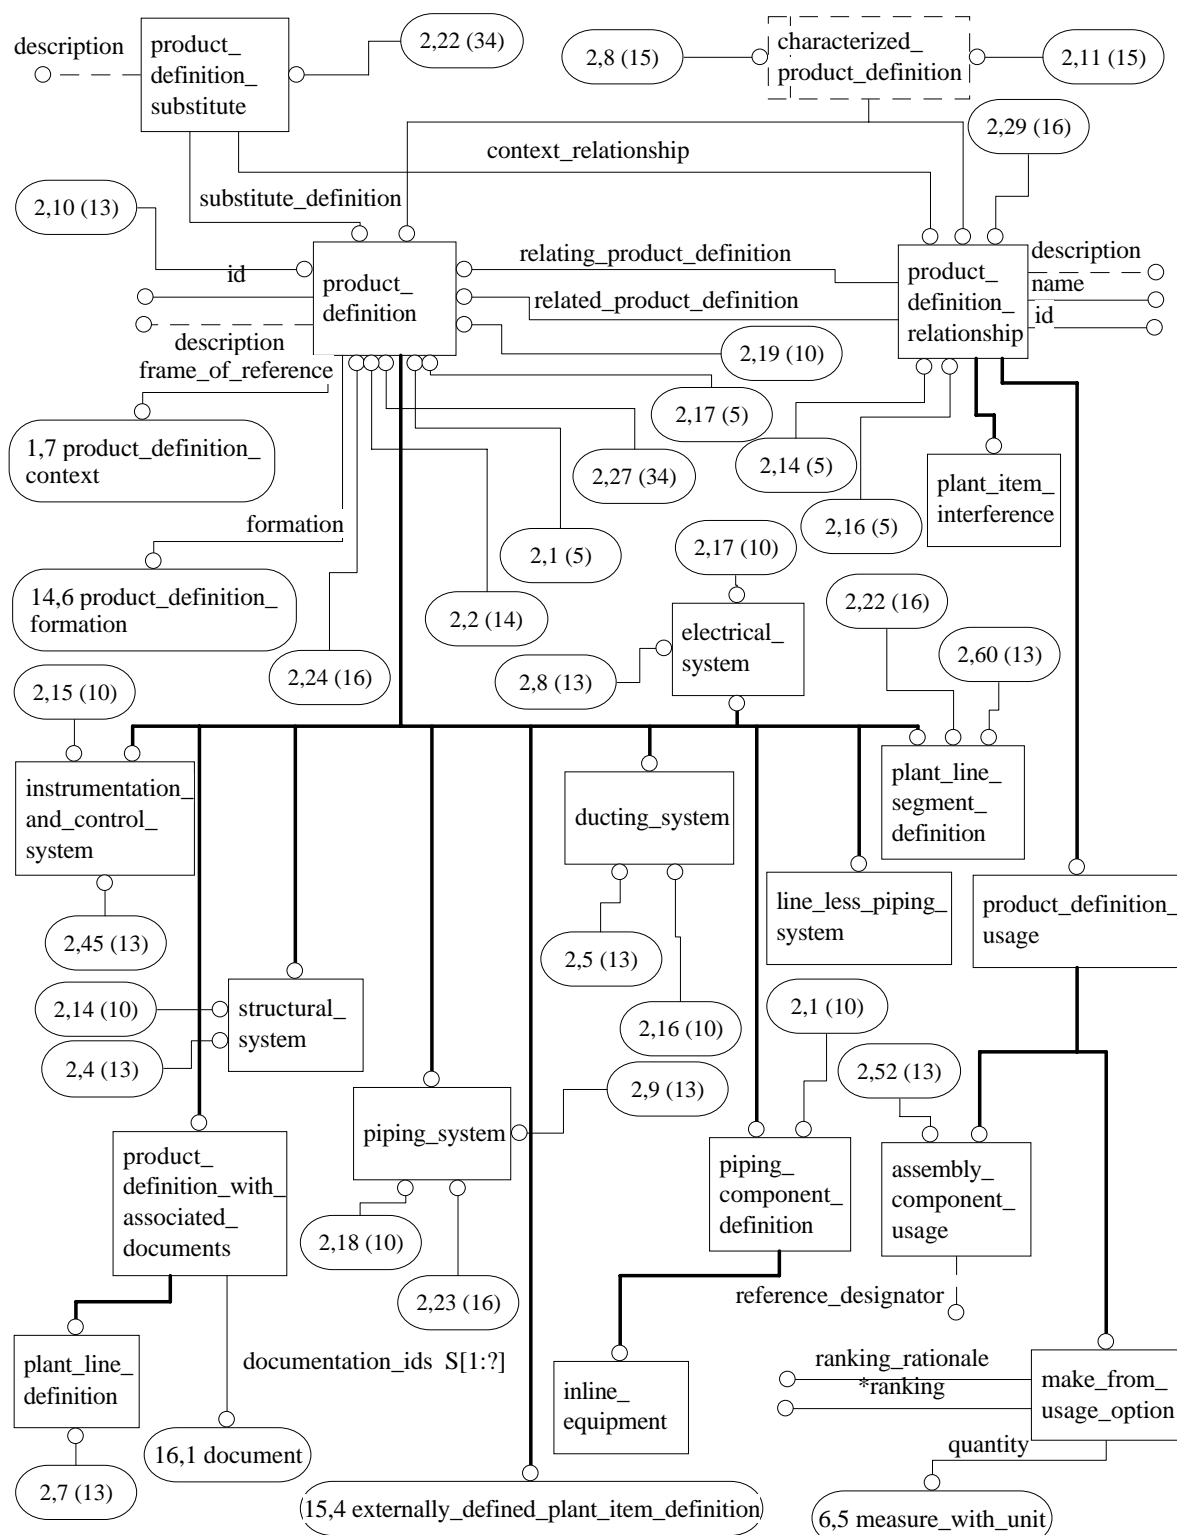 description
product_
definition_
substitute
2,22 (34)
2,8 (15)
characterized_
product_definition
2,11 (15)
2,29 (16)
context_relationship
substitute_definition
2,10 (13)
id
product_
definition
description
frame_of_reference
relating_product_definition
related_product_definition
product_
definition_
relationship
description
name
id
2,19 (10)
2,17 (5)
2,27 (34)
2,14 (5)
2,16 (5)
plant_item_
interference
1,7 product_definition_
context
formation
14,6 product_definition_
formation
2,24 (16)
2,2 (14)
2,1 (5)
2,17 (10)
electrical_
system
2,8 (13)
2,22 (16)
2,60 (13)
2,15 (10)
instrumentation_
and_control_
system
2,45 (13)
ducting_system
2,5 (13)
2,16 (10)
plant_line_
segment_
definition
line_less_piping_
system
product_definition_
usage
2,14 (10)
2,4 (13)
structural_
system
2,1 (10)
2,9 (13)
2,52 (13)
piping_system
2,18 (10)
2,23 (16)
product_
definition_with_
associated_
documents
piping_
component_
definition
assembly_
component_
usage
reference_designator
plant_line_
definition
2,7 (13)
documentation_ids  S[1:?]
16,1 document
inline_
equipment
ranking_rationale
*ranking
make_from_
usage_option
quantity
15,4 externally_defined_plant_item_definition
6,5 measure_with_unit